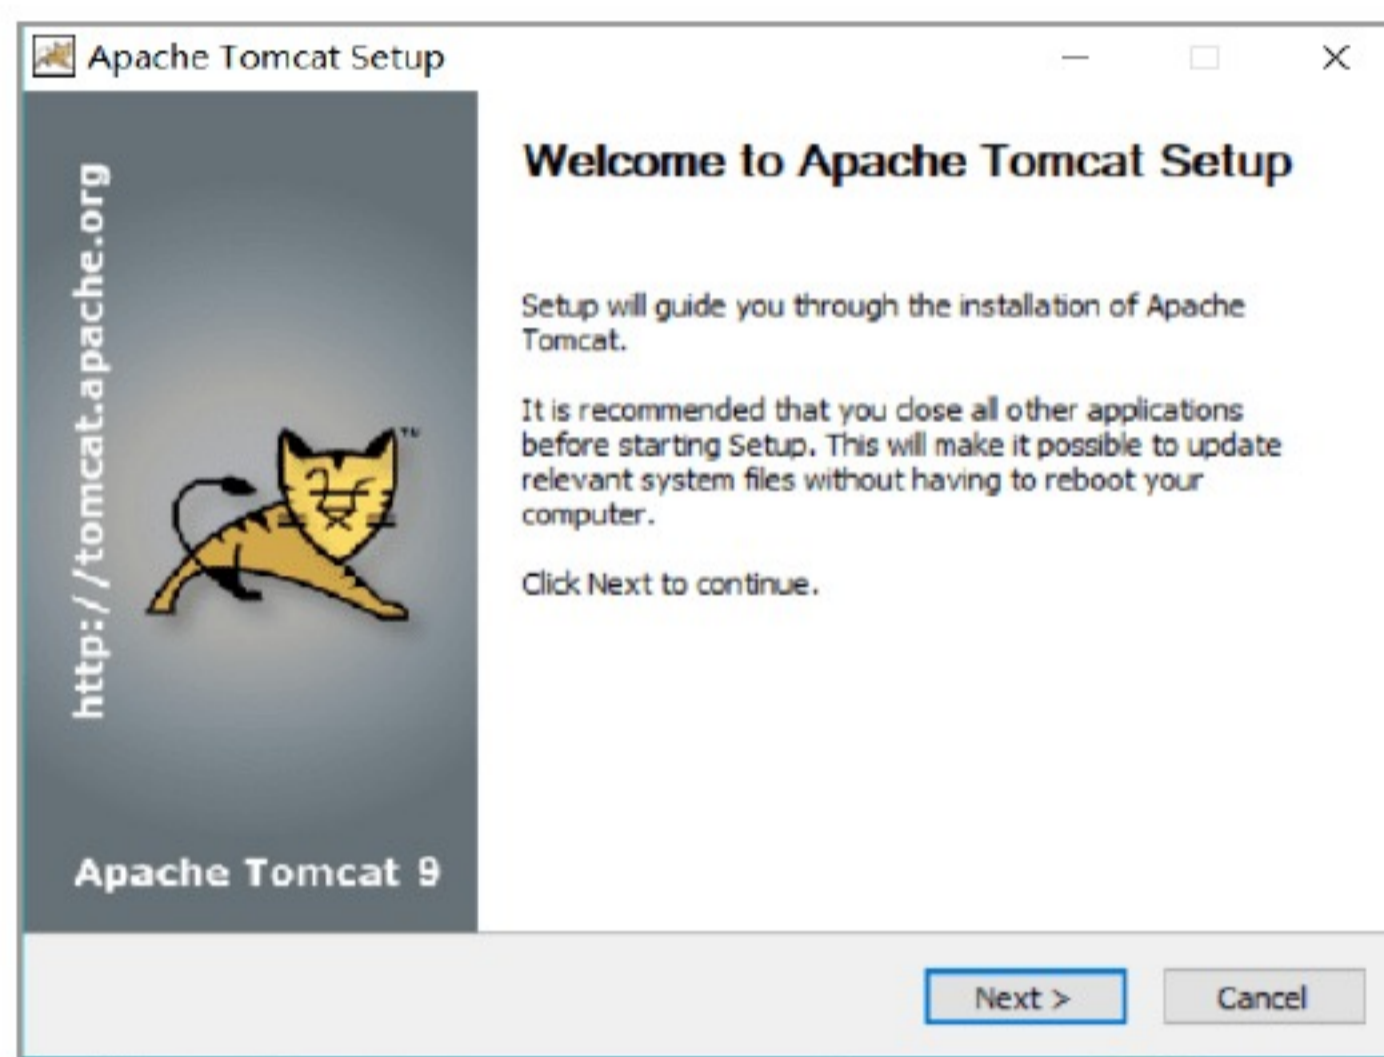 Apache Tomcat Setup
http://tomcat.apache.org
Apache Tomcat 9
Welcome to Apache Tomcat Setup
Setup will guide you through the installation of Apache
Tomcat.
It is recommended that you close all other applications
before starting Setup. This will make it possible to update
relevant system files without having to reboot your
computer.
Click Next to continue.
Next >
Cancel